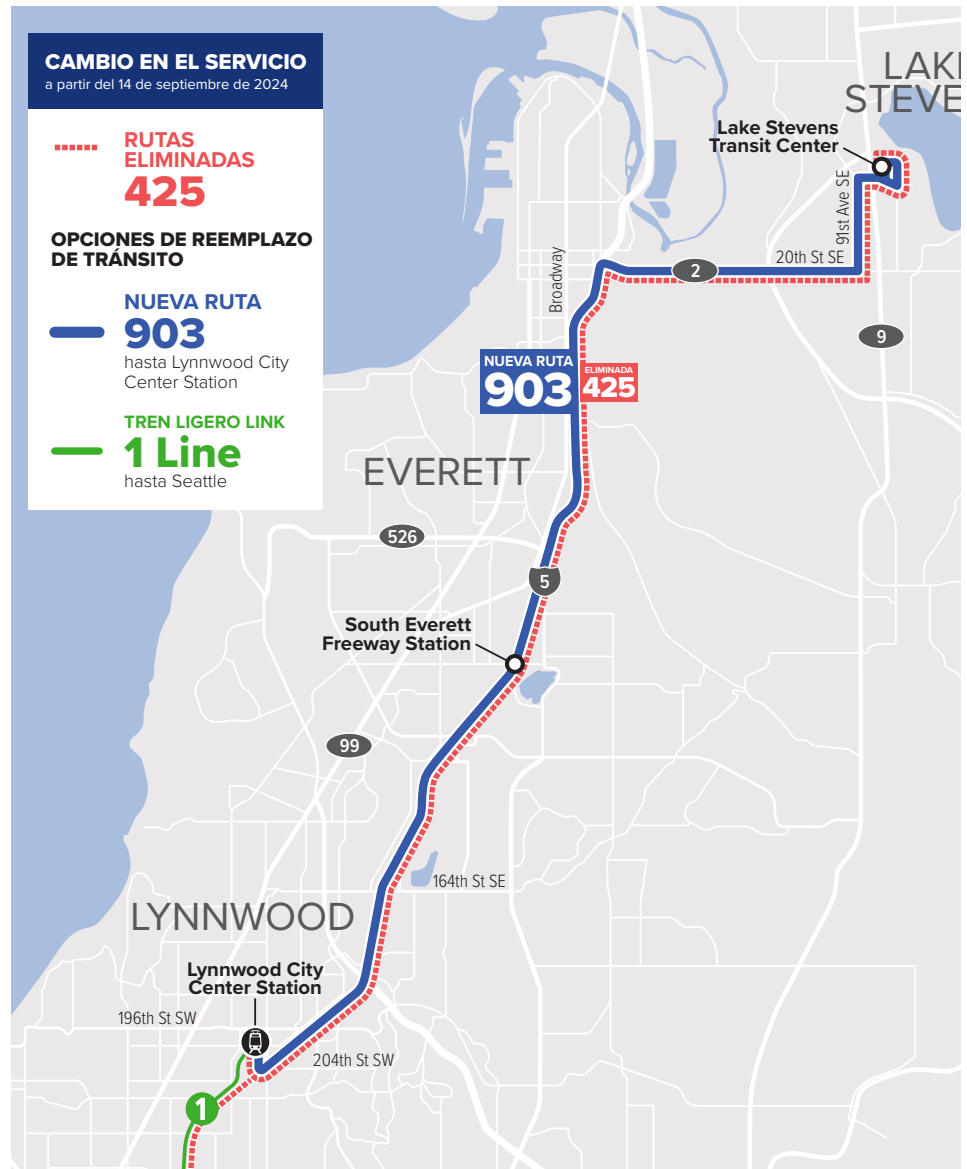 CAMBIO EN EL SERVICIO
a partir del 14 de septiembre de 2024
RUTAS
ELIMINADAS
425
OPCIONES DE REEMPLAZO
DE TRÁNSITO
NUEVA RUTA
903
hasta Lynnwood City
Center Station
TREN LIGERO LINK
1 Line
hasta Seattle
LAKE
STEVE
Lake Stevens
Transit Center
91st Ave SE
20th St SE
2
Broadway
9
NUEVA RUTA
903
ELIMINADA
425
EVERETT
526
5
South Everett
Freeway Station
99
164th St SE
LYNNWOOD
Lynnwood City
Center Station
196th St SW
204th St SW
1